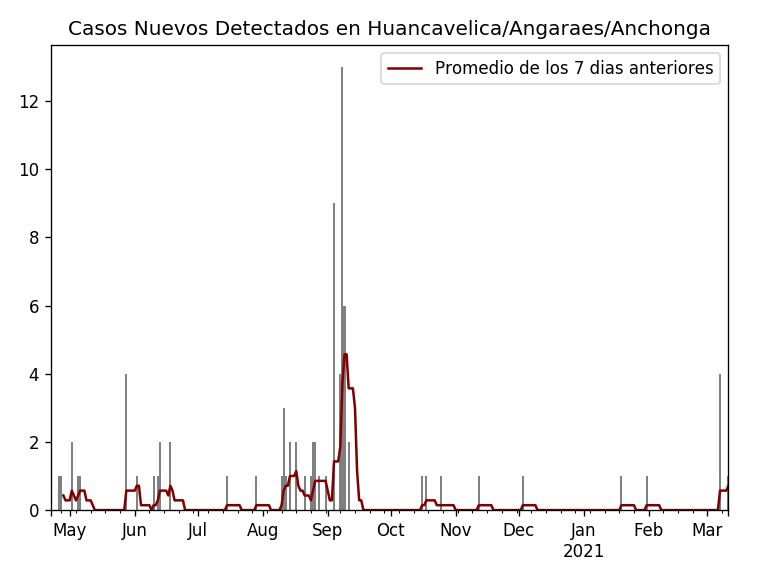 Casos Nuevos Detectados en Huancavelica/Angaraes/Anchonga
Promedio de los 7 dias anteriores
12
10
8
6
4
2
0
May Jun Jul Aug Sep Oct Nov Dec Jan Feb Mar
2021